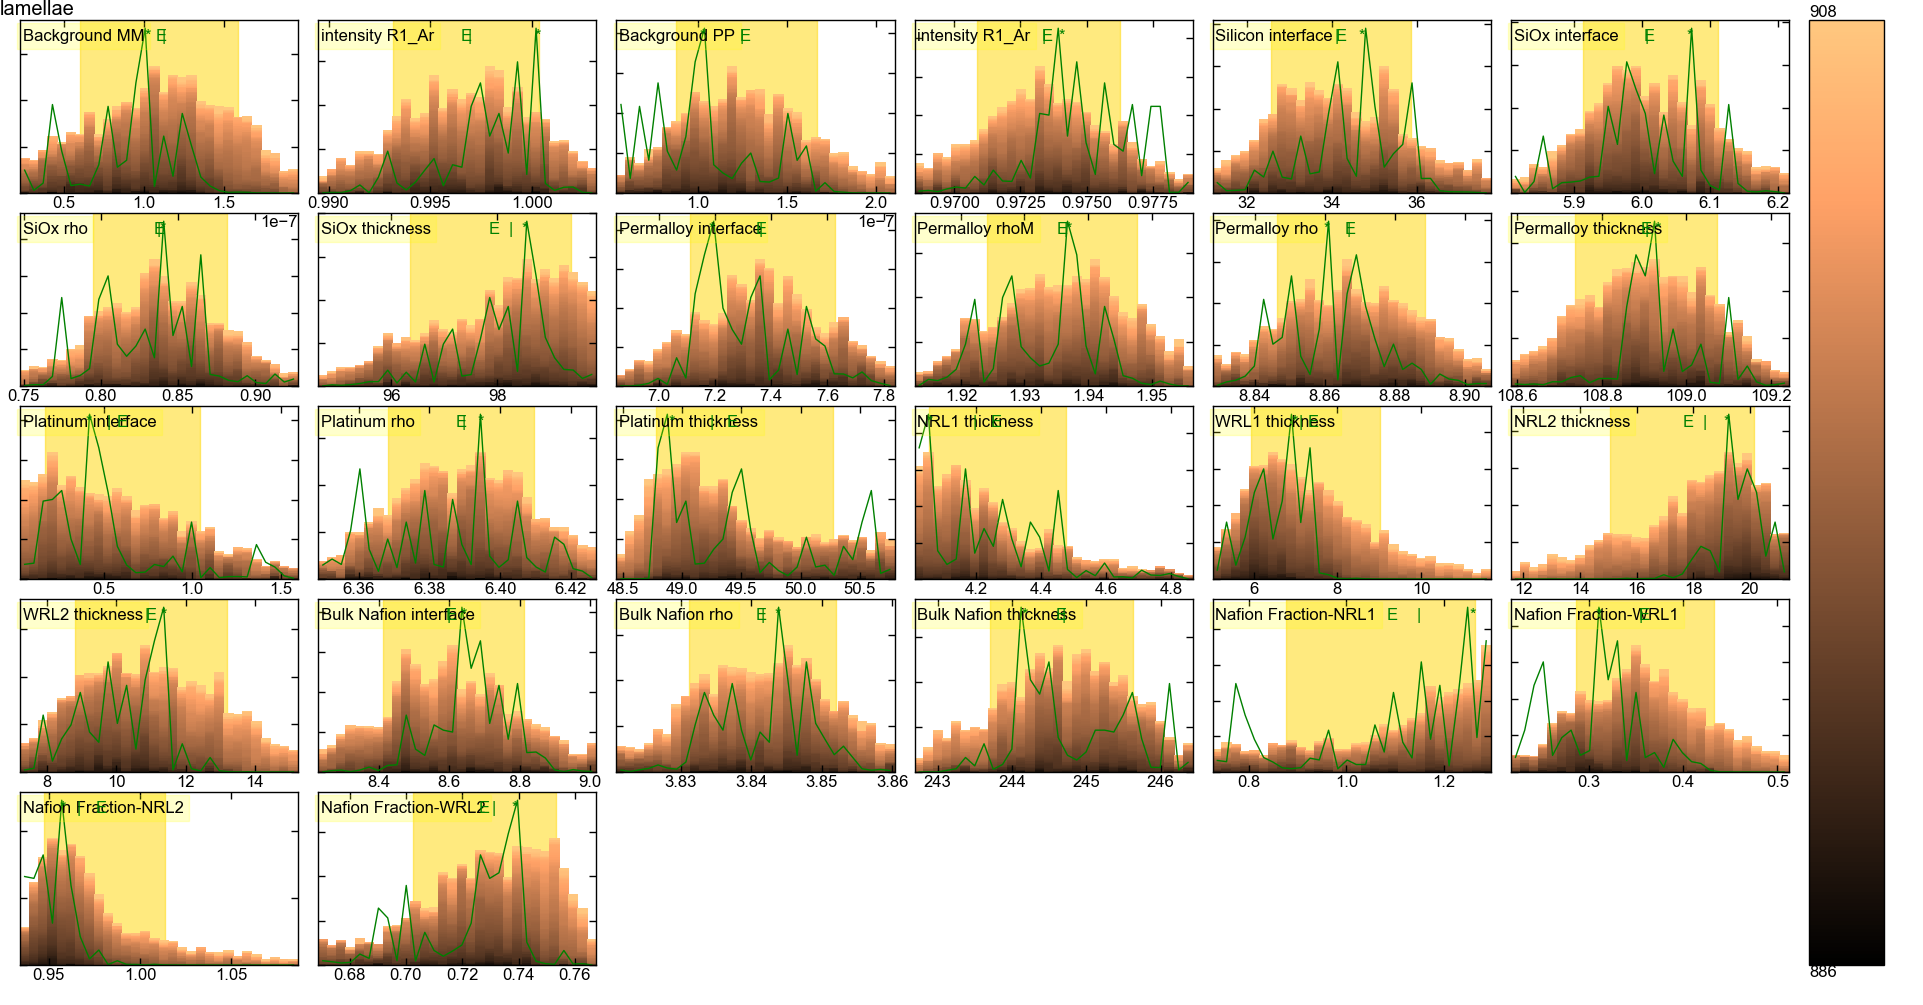 lamellae
908
Background MM * E|
intensity R1_Ar E| *
Background PP * |E
intensity R1_Ar |E *
Silicon interface |E *
SiOx interface |E *
0.5 1.0 1.5
0.990 0.995 1.000
1.0 1.5 2.0
0.9700 0.9725 0.9750 0.9775
32 34 36
5.9 6.0 6.1 6.2
SiOx rho E| 1e−7
SiOx thickness E | *
Permalloy interface * |E 1e−7
Permalloy rhoM E| *
Permalloy rho * |E
Permalloy thickness E| *
0.75 0.80 0.85 0.90
96 98
7.0 7.2 7.4 7.6 7.8
1.92 1.93 1.94 1.95
8.84 8.86 8.88 8.90
108.6 108.8 109.0 109.2
Platinum interface * | E
Platinum rho E| *
Platinum thickness * | E
NRL1 thickness * | E
WRL1 thickness * | E
NRL2 thickness E | *
0.5 1.0 1.5
6.36 6.38 6.40 6.42
48.5 49.0 49.5 50.0 50.5
4.2 4.4 4.6 4.8
6 8 10
12 14 16 18 20
WRL2 thickness |E *
Bulk Nafion interface E| *
Bulk Nafion rho E| *
Bulk Nafion thickness * E|
Nafion Fraction-NRL1 E | *
Nafion Fraction-WRL1 * |E
8 10 12 14
8.4 8.6 8.8 9.0
3.83 3.84 3.85 3.86
243 244 245 246
0.8 1.0 1.2
0.3 0.4 0.5
Nafion Fraction-NRL2 * | E
Nafion Fraction-WRL2 E | *
0.95 1.00 1.05
0.68 0.70 0.72 0.74 0.76
886